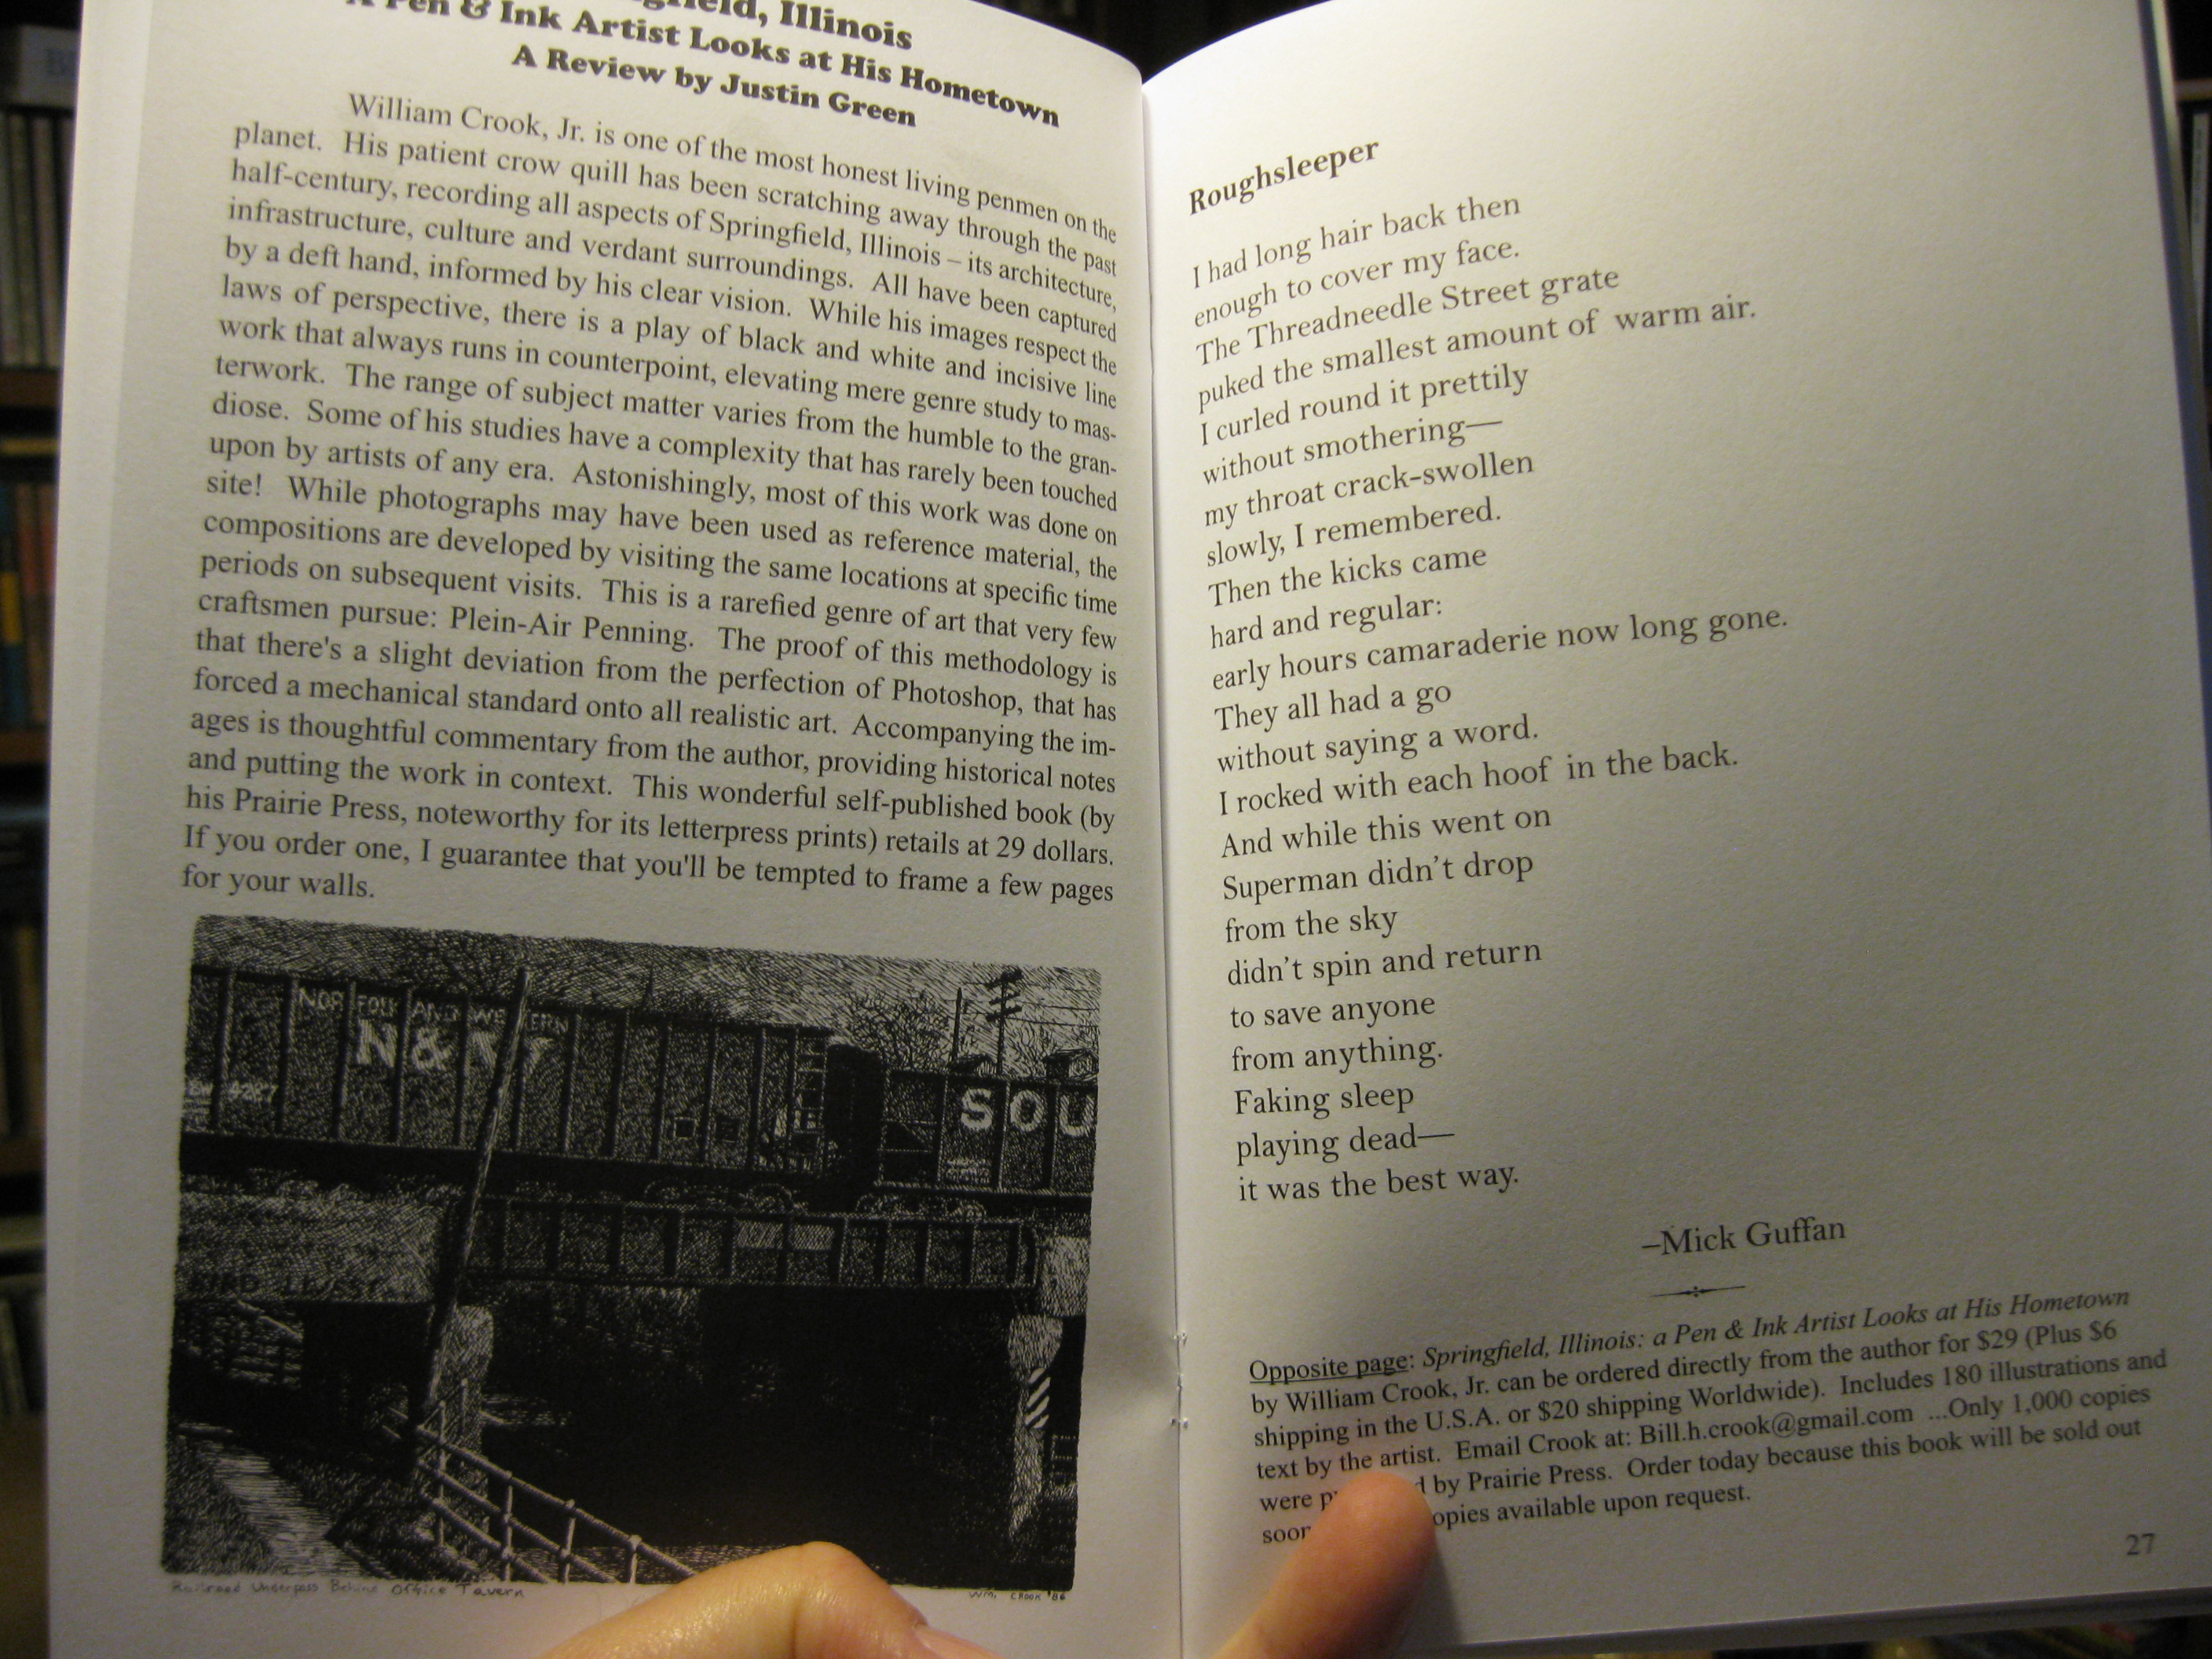 Illinois
A Pen & Ink Artist Looks at His Hometown
A Review by Justin Green
William Crook, Jr. is one of the most honest living penmen on the
planet. His patient crow quill has been scratching away through the past
half-century, recording all aspects of Springfield, Illinois – its architecture,
infrastructure, culture and verdant surroundings. All have been captured
by a deft hand, informed by his clear vision. While his images respect the
laws of perspective, there is a play of black and white and incisive line
work that always runs in counterpoint, elevating mere genre study to mas-
terwork. The range of subject matter varies from the humble to the gran-
diose. Some of his studies have a complexity that has rarely been touched
upon by artists of any era. Astonishingly, most of this work was done on
site! While photographs may have been used as reference material, the
compositions are developed by visiting the same locations at specific time
periods on subsequent visits. This is a rarefied genre of art that very few
craftsmen pursue: Plein-Air Penning. The proof of this methodology is
that there's a slight deviation from the perfection of Photoshop, that has
forced a mechanical standard onto all realistic art. Accompanying the im-
ages is thoughtful commentary from the author, providing historical notes
and putting the work in context. This wonderful self-published book (by
his Prairie Press, noteworthy for its letterpress prints) retails at 29 dollars.
If you order one, I guarantee that you'll be tempted to frame a few pages
for your walls.
N&W
SOU
Railroad Underpass Behind Office Tavern
Wm. Crook '86
Roughsleeper
I had long hair back then
enough to cover my face.
The Threadneedle Street grate
puked the smallest amount of warm air.
I curled round it prettily
without smothering—
my throat crack-swollen
slowly, I remembered.
Then the kicks came
hard and regular:
early hours camaraderie now long gone.
They all had a go
without saying a word.
I rocked with each hoof in the back.
And while this went on
Superman didn't drop
from the sky
didn't spin and return
to save anyone
from anything.
Faking sleep
playing dead—
it was the best way.
–Mick Guffan
Opposite page: Springfield, Illinois: a Pen & Ink Artist Looks at His Hometown
by William Crook, Jr. can be ordered directly from the author for $29 (Plus $6
shipping in the U.S.A. or $20 shipping Worldwide). Includes 180 illustrations and
text by the artist. Email Crook at: Bill.h.crook@gmail.com ...Only 1,000 copies
were by Prairie Press. Order today because this book will be sold out
soon available upon request.
27